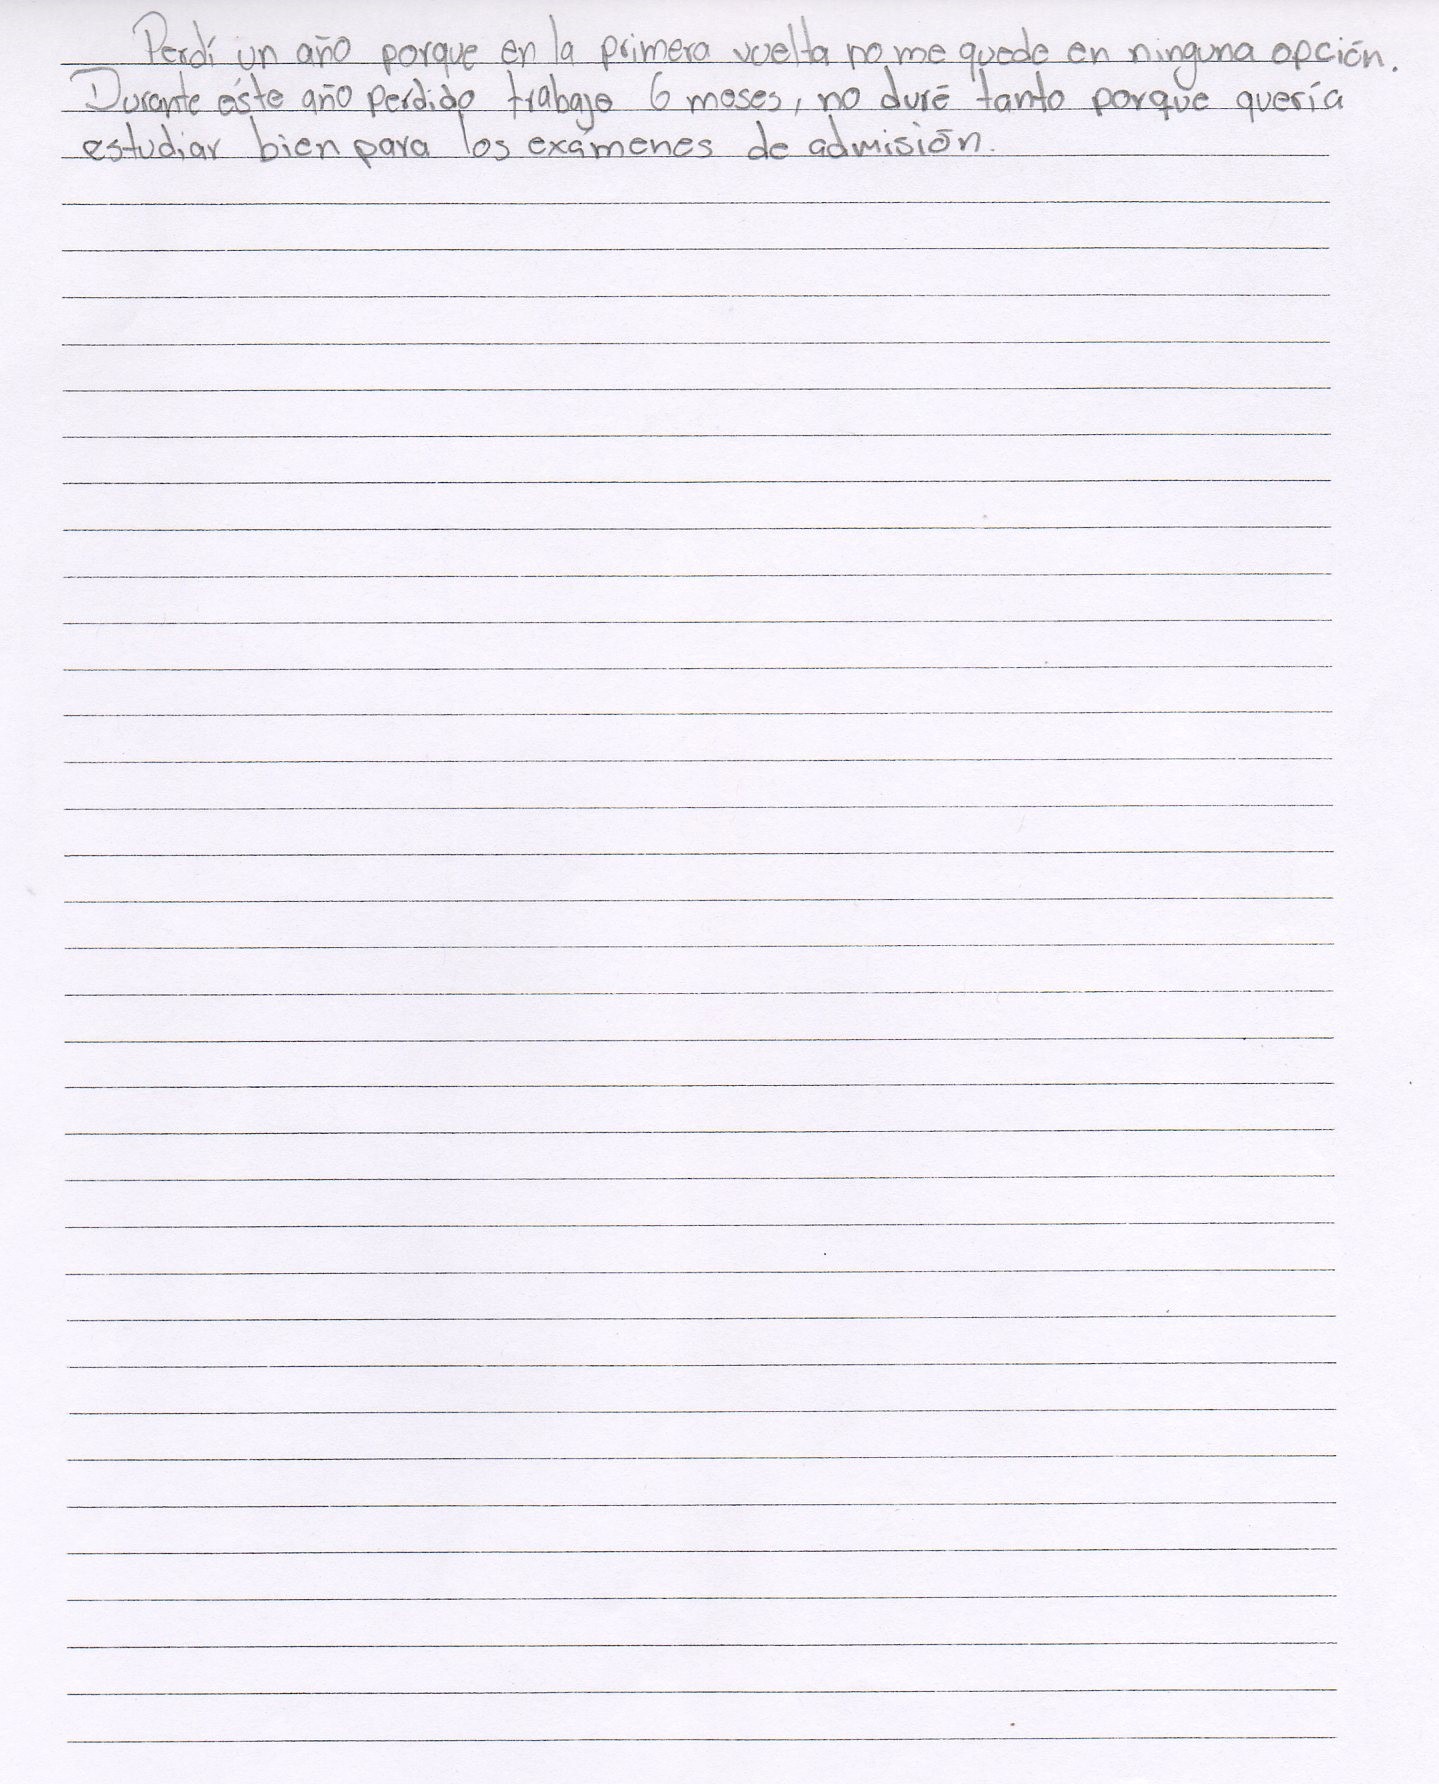 Perdí un año porque en la primera vuelta no me quede en ninguna opción.
Durante éste año perdido trabaje 6 meses, no duré tanto porque quería
estudiar bien para los exámenes de admisión.